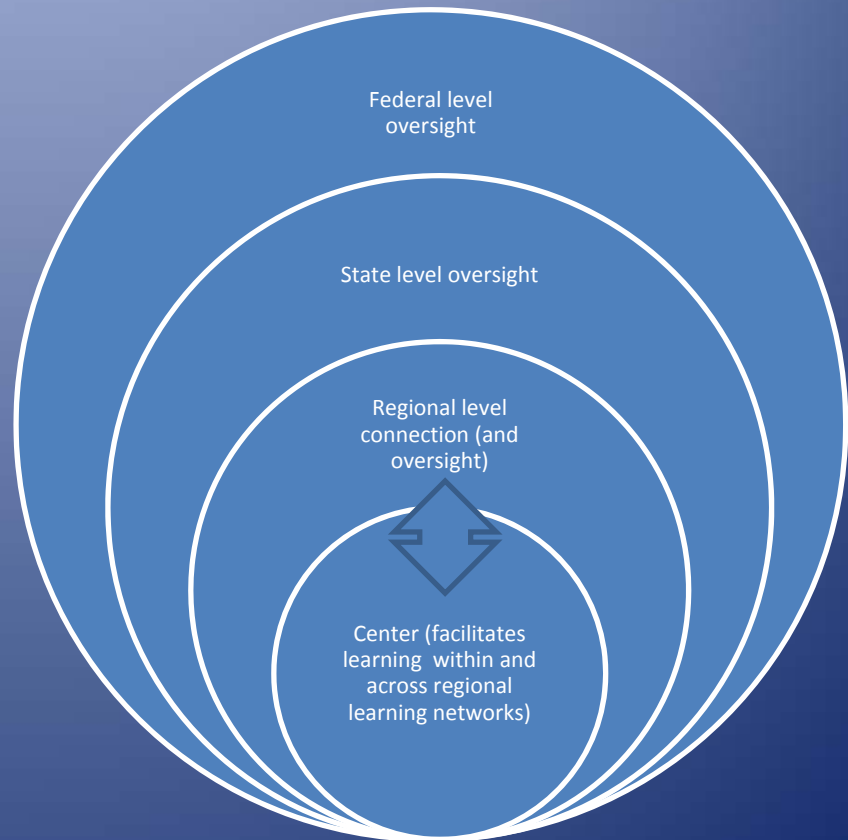 Federal level
oversight
State level oversight
Regional level
connection (and
oversight)
Center (facilitates
learning  within and
across regional
learning networks)